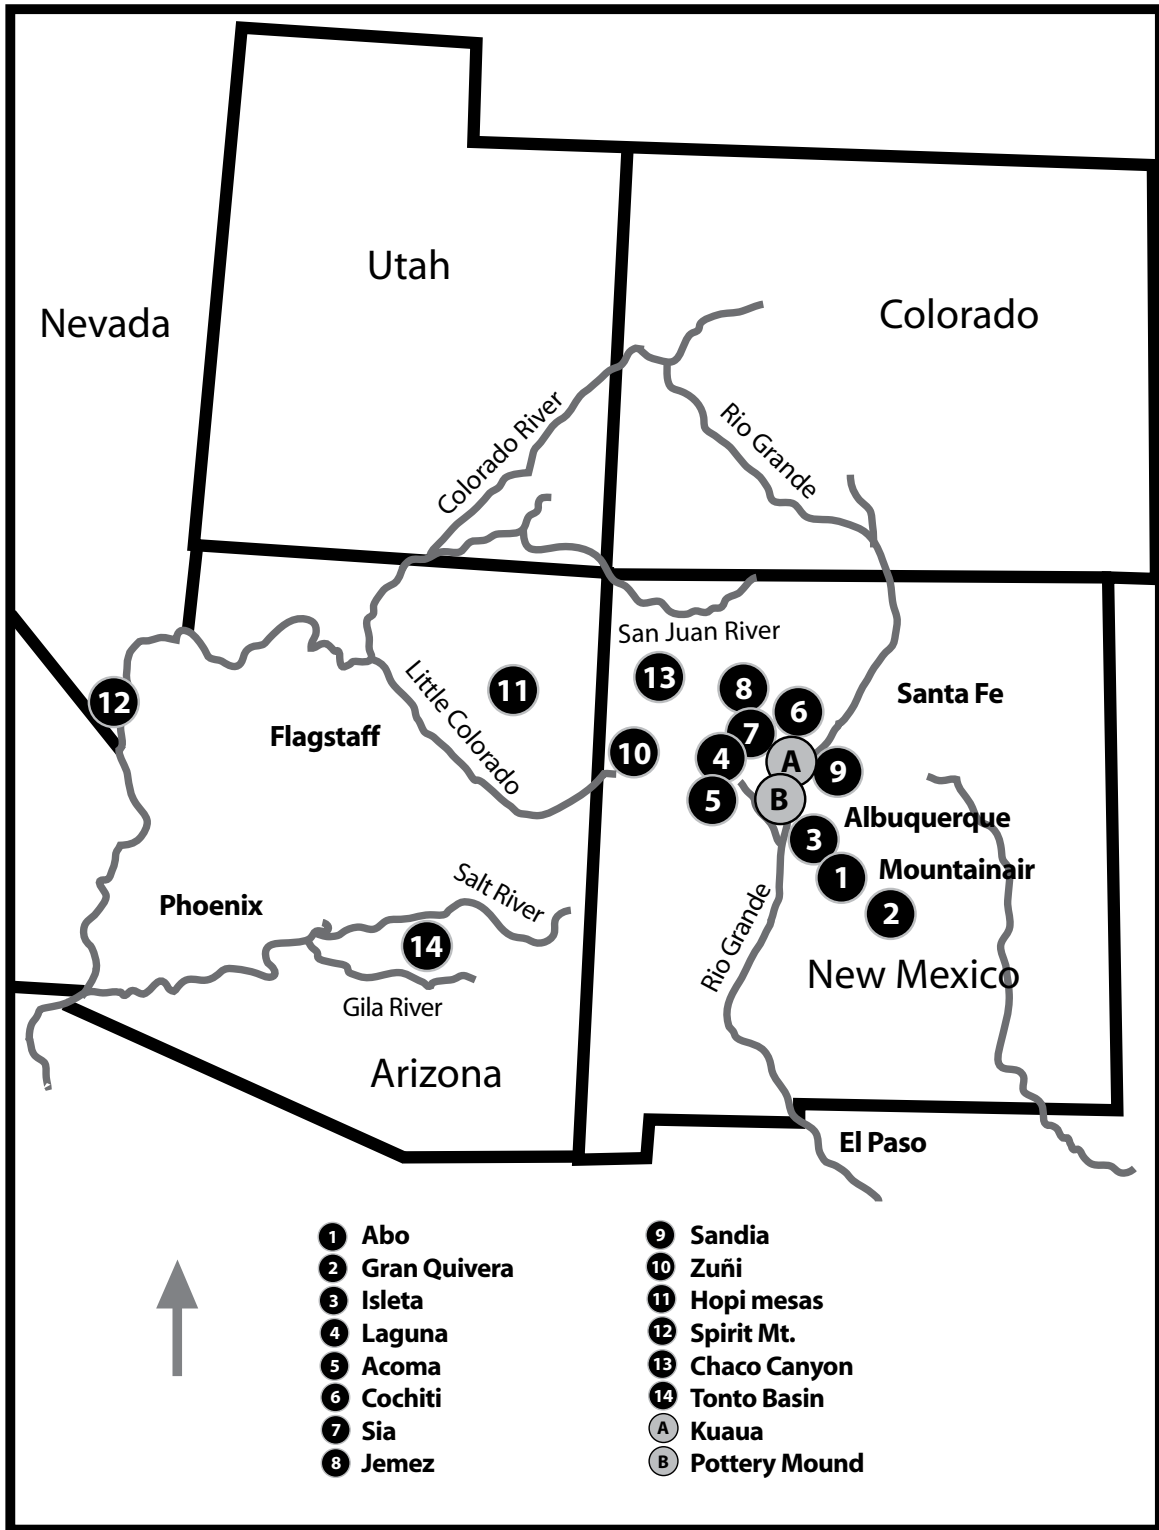 Utah
Nevada
Colorado
Colorado River
Rio Grande
San Juan River
13
8
11
Little Colorado
12
6
Santa Fe
7
Flagstaff
10
4
A
9
5
B
Albuquerque
3
Mountainair
1
Salt River
Phoenix
2
Rio Grande
14
New Mexico
Gila River
Arizona
El Paso
1 Abo
2 Gran Quivera
3 Isleta
4 Laguna
5 Acoma
6 Cochiti
7 Sia
8 Jemez
9 Sandia
10 Zuñi
11 Hopi mesas
12 Spirit Mt.
13 Chaco Canyon
14 Tonto Basin
A Kuaua
B Pottery Mound